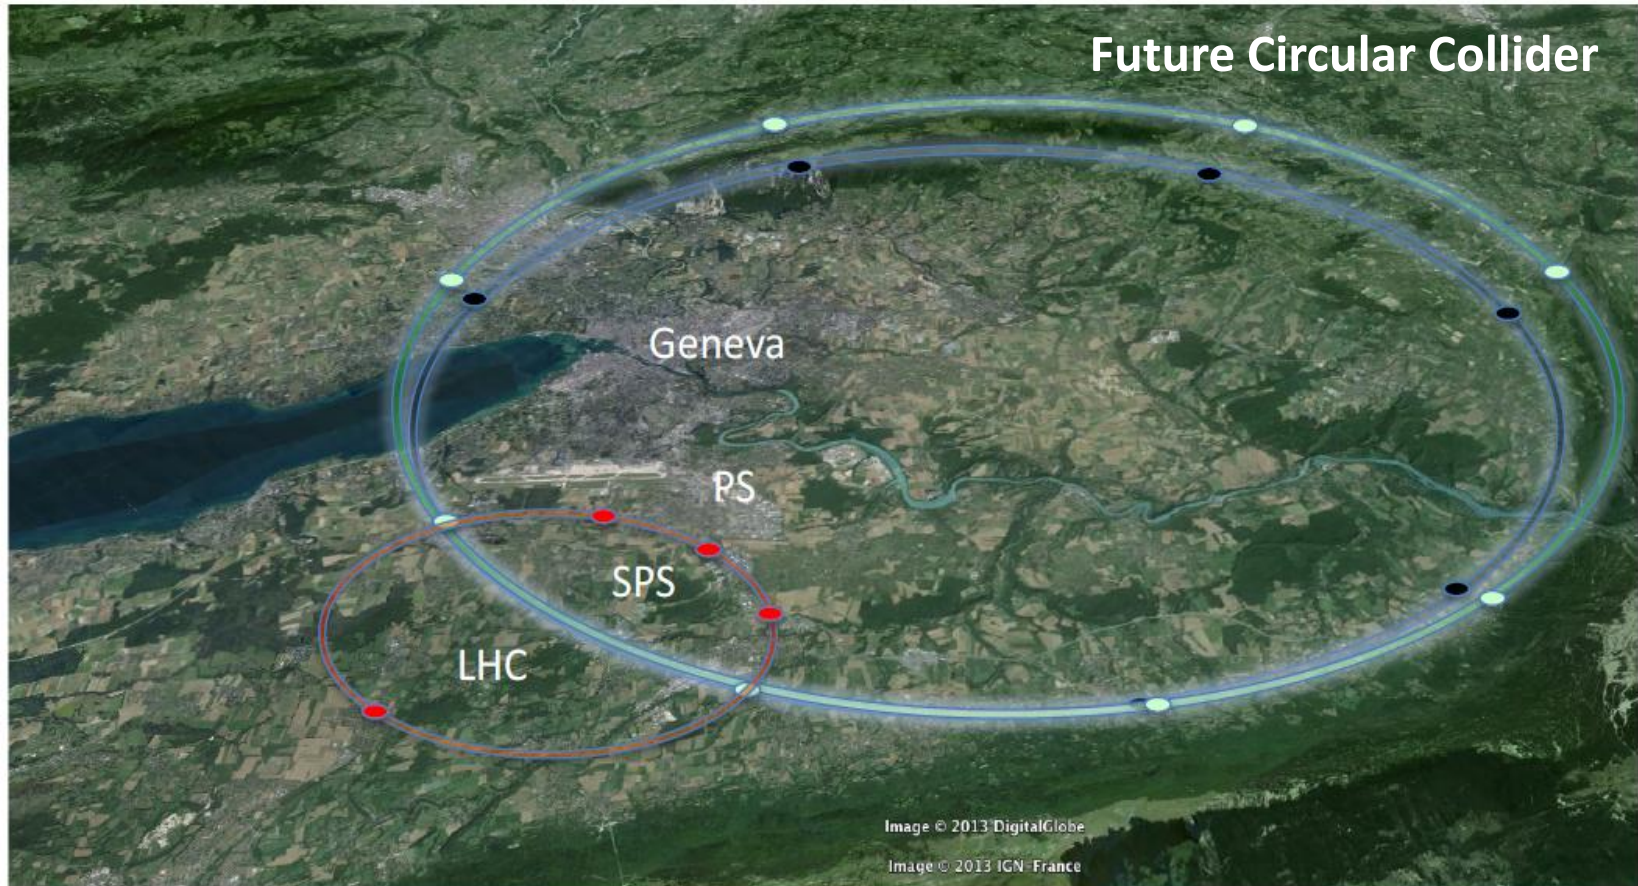 Future Circular Collider
Geneva
PS
SPS
LHC
Image © 2013 DigitalGlobe
Image © 2013 IGN-France